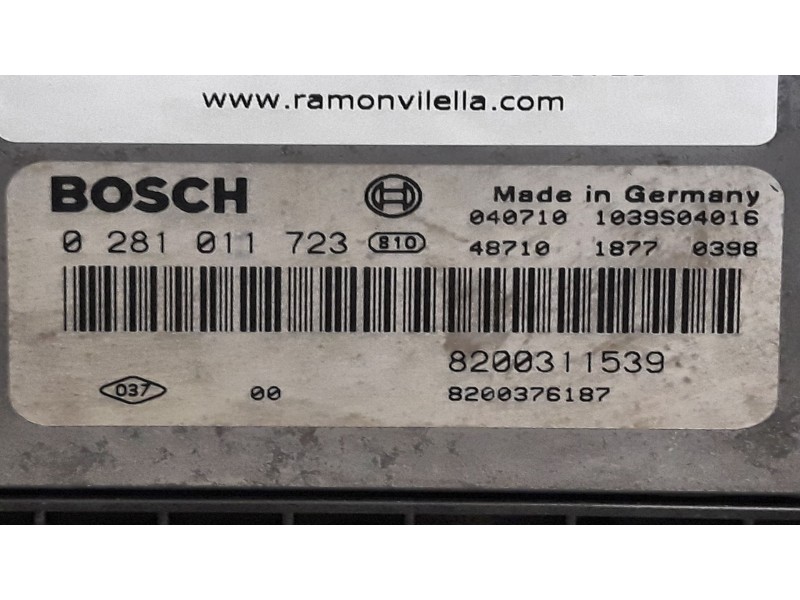 www.ramonvilella.com
BOSCH
Made in Germany
040710 1039S04016
0 281 011 723 810
48710 1877 0398
8200311539
037 00
8200376187